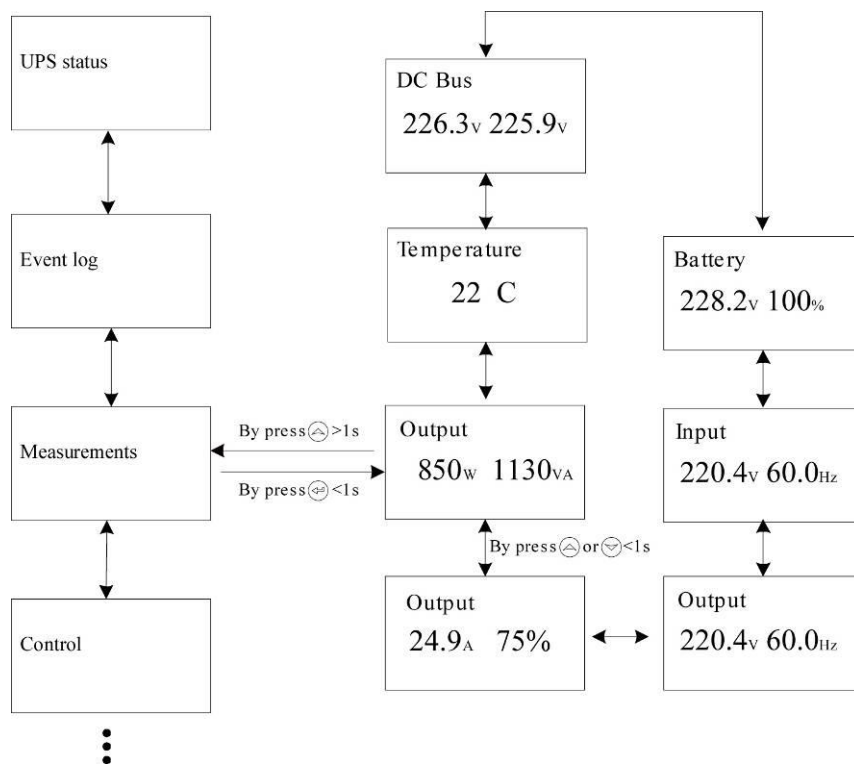 UPS status
Event log
Measurements
Control
By press >1s
By press <1s
DC Bus
226.3V 225.9V
Temperature
22 C
Output
850W 1130VA
By press or <1s
Output
24.9A 75%
Battery
228.2V 100%
Input
220.4V 60.0Hz
Output
220.4V 60.0Hz